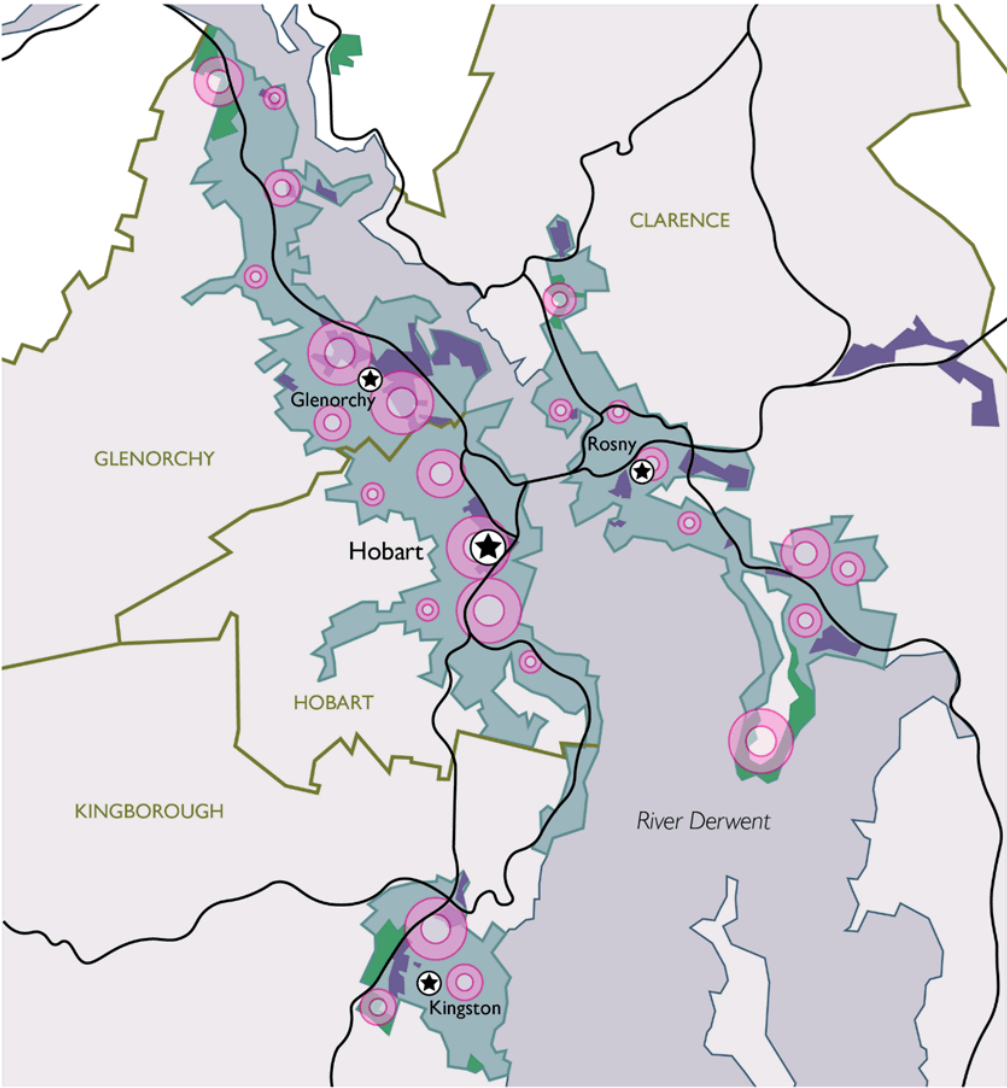 CLARENCE
Glenorchy
Rosny
GLENORCHY
Hobart
HOBART
KINGBOROUGH
River Derwent
Kingston